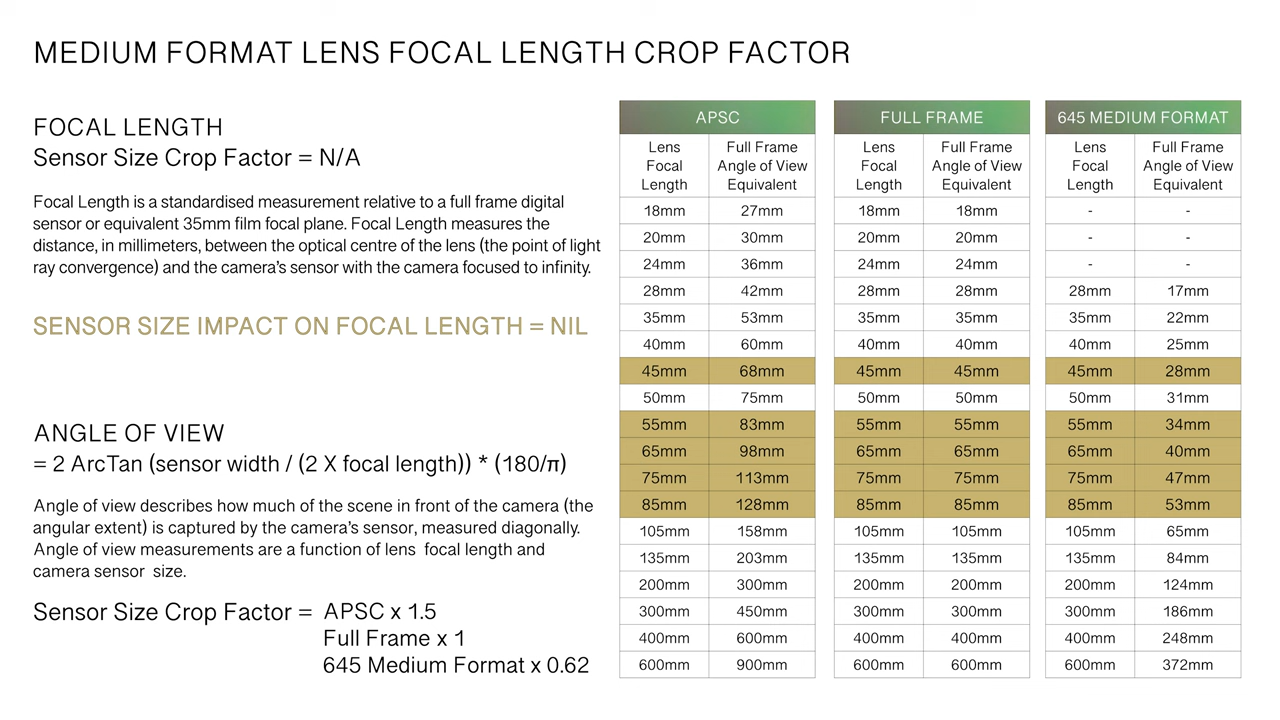 MEDIUM FORMAT LENS FOCAL LENGTH CROP FACTOR
FOCAL LENGTH
Sensor Size Crop Factor = N/A
Focal Length is a standardised measurement relative to a full frame digital
sensor or equivalent 35mm film focal plane. Focal Length measures the
distance, in millimeters, between the optical centre of the lens (the point of light
ray convergence) and the camera's sensor with the camera focused to infinity.
SENSOR SIZE IMPACT ON FOCAL LENGTH = NIL
ANGLE OF VIEW
= 2 ArcTan (sensor width / (2 X focal length)) * (180/π)
Angle of view describes how much of the scene in front of the camera (the
angular extent) is captured by the camera's sensor, measured diagonally.
Angle of view measurements are a function of lens focal length and
camera sensor size.
Sensor Size Crop Factor = APSC x 1.5
Full Frame x 1
645 Medium Format x 0.62
APSC
Lens Full Frame
Focal Angle of View
Length Equivalent
18mm 27mm
20mm 30mm
24mm 36mm
28mm 42mm
35mm 53mm
40mm 60mm
45mm 68mm
50mm 75mm
55mm 83mm
65mm 98mm
75mm 113mm
85mm 128mm
105mm 158mm
135mm 203mm
200mm 300mm
300mm 450mm
400mm 600mm
600mm 900mm
FULL FRAME
Lens Full Frame
Focal Angle of View
Length Equivalent
18mm 18mm
20mm 20mm
24mm 24mm
28mm 28mm
35mm 35mm
40mm 40mm
45mm 45mm
50mm 50mm
55mm 55mm
65mm 65mm
75mm 75mm
85mm 85mm
105mm 105mm
135mm 135mm
200mm 200mm
300mm 300mm
400mm 400mm
600mm 600mm
645 MEDIUM FORMAT
Lens Full Frame
Focal Angle of View
Length Equivalent
- -
- -
- -
28mm 17mm
35mm 22mm
40mm 25mm
45mm 28mm
50mm 31mm
55mm 34mm
65mm 40mm
75mm 47mm
85mm 53mm
105mm 65mm
135mm 84mm
200mm 124mm
300mm 186mm
400mm 248mm
600mm 372mm